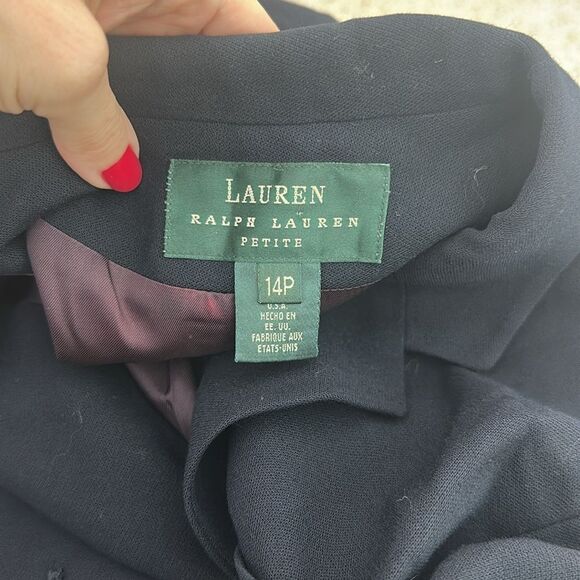 LAUREN
RALPH LAUREN
PETITE
14P
U.S.A.
HECHO EN
EE. UU.
FABRIQUE AUX
ETATS-UNIS